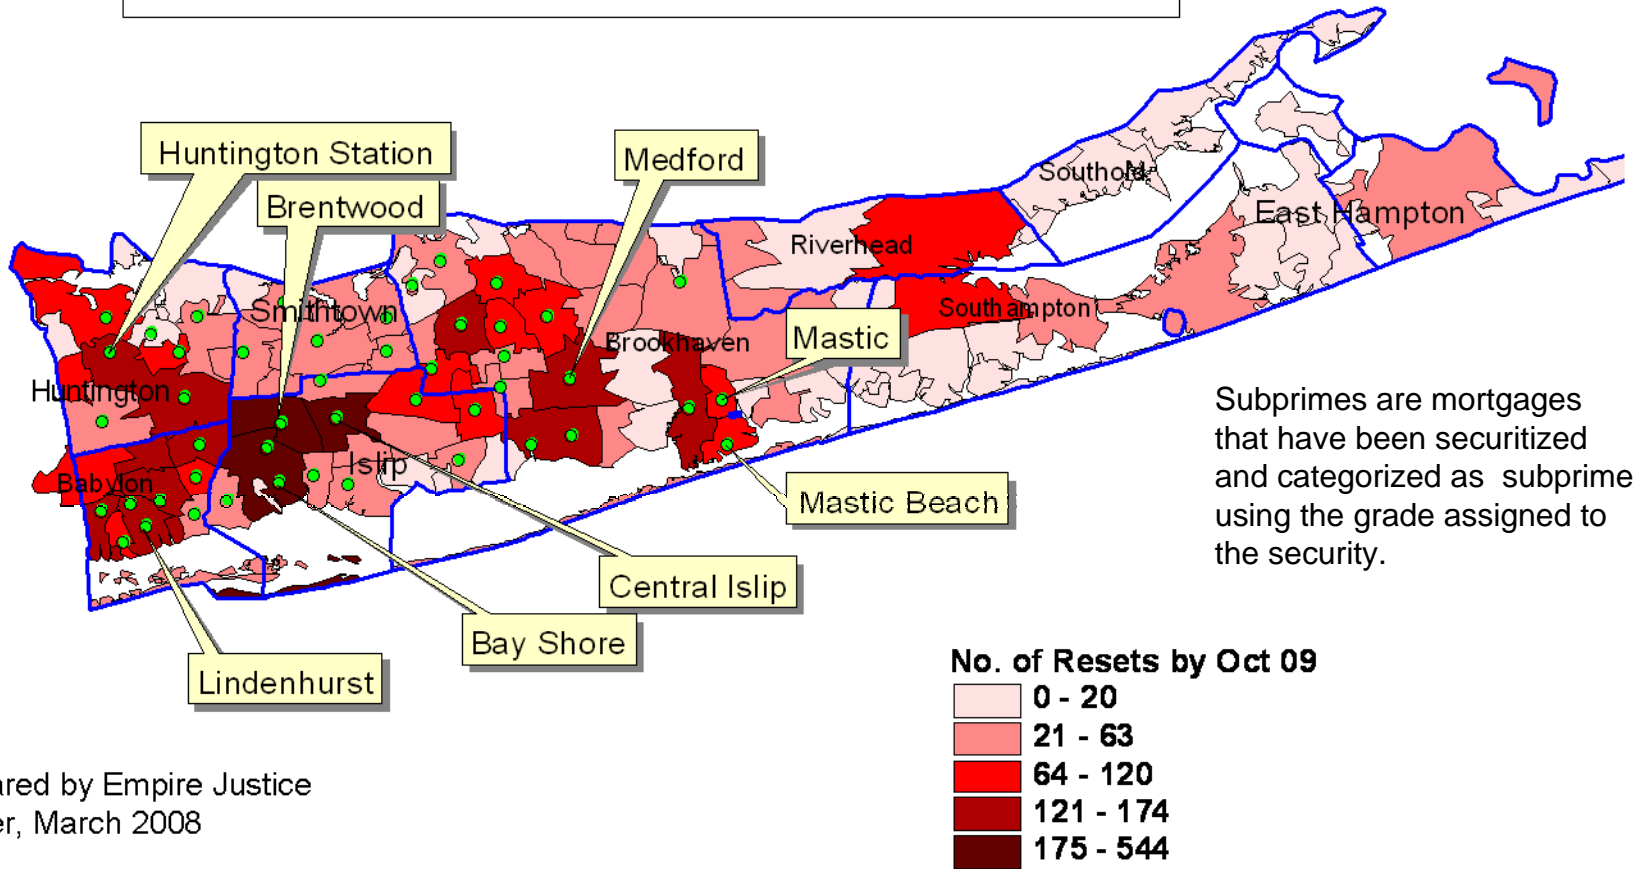 Huntington Station
Medford
Brentwood
Southold
East Hampton
Riverhead
Smithtown
Southampton
Brookhaven
Mastic
Huntington
Subprimes are mortgages
that have been securitized
and categorized as subprime
using the grade assigned to
the security.
Islip
Babylon
Mastic Beach
Central Islip
Bay Shore
Lindenhurst
No. of Resets by Oct 09
0 - 20
21 - 63
64 - 120
121 - 174
175 - 544
ared by Empire Justice
er, March 2008